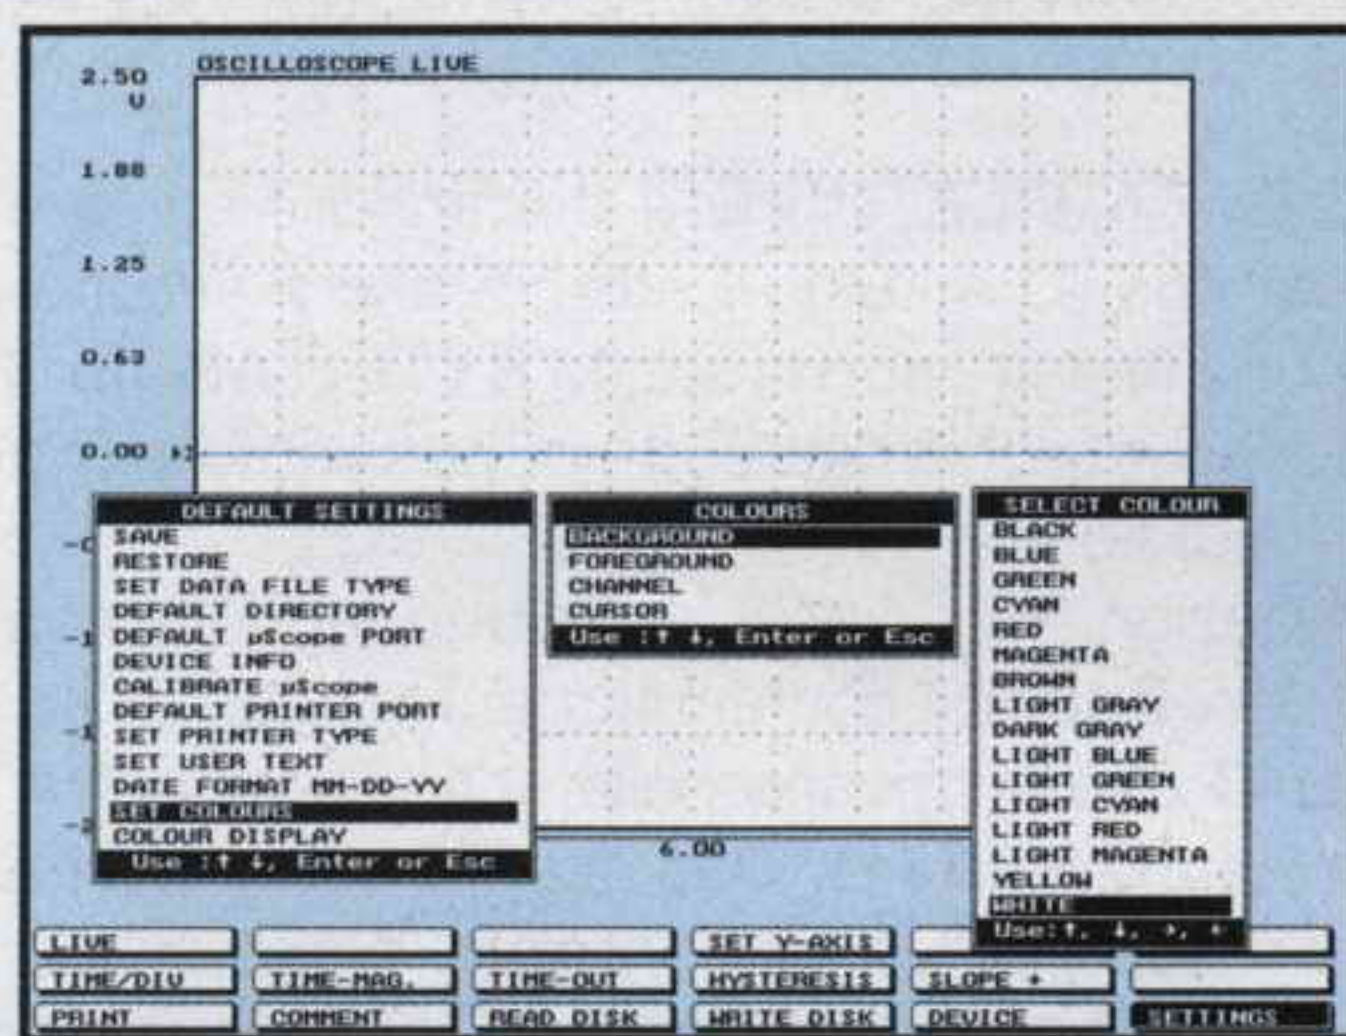 OSCILLOSCOPE LIVE
2.50
V
1.88
1.25
0.63
0.00
6.00
DEFAULT SETTINGS
SAVE
RESTORE
SET DATA FILE TYPE
DEFAULT DIRECTORY
DEFAULT µScope PORT
DEVICE INFO
CALIBRATE µScope
DEFAULT PRINTER PORT
SET PRINTER TYPE
SET USER TEXT
DATE FORMAT MM-DD-YY
SET COLOURS
COLOUR DISPLAY
Use :↑ ↓, Enter or Esc
COLOURS
BACKGROUND
FOREGROUND
CHANNEL
CURSOR
Use :↑ ↓, Enter or Esc
SELECT COLOUR
BLACK
BLUE
GREEN
CYAN
RED
MAGENTA
BROWN
LIGHT GRAY
DARK GRAY
LIGHT BLUE
LIGHT GREEN
LIGHT CYAN
LIGHT RED
LIGHT MAGENTA
YELLOW
WHITE
Use:↑, ↓, →, ←
LIVE SET Y-AXIS
TIME/DIV TIME-MAG. TIME-OUT HYSTERESIS SLOPE +
PRINT COMMENT READ DISK WRITE DISK DEVICE SETTINGS